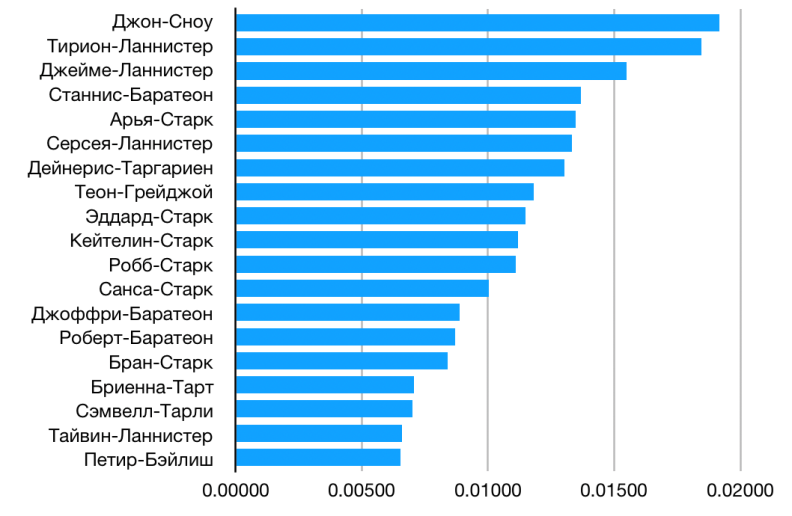 Джон-Сноу
Тирион-Ланнистер
Джейме-Ланнистер
Станнис-Баратеон
Арья-Старк
Серсея-Ланнистер
Дейнерис-Таргариен
Теон-Грейджой
Эддард-Старк
Кейтелин-Старк
Робб-Старк
Санса-Старк
Джоффри-Баратеон
Роберт-Баратеон
Бран-Старк
Бриенна-Тарт
Сэмвелл-Тарли
Тайвин-Ланнистер
Петир-Бэйлиш
0.00000 0.00500 0.01000 0.01500 0.02000